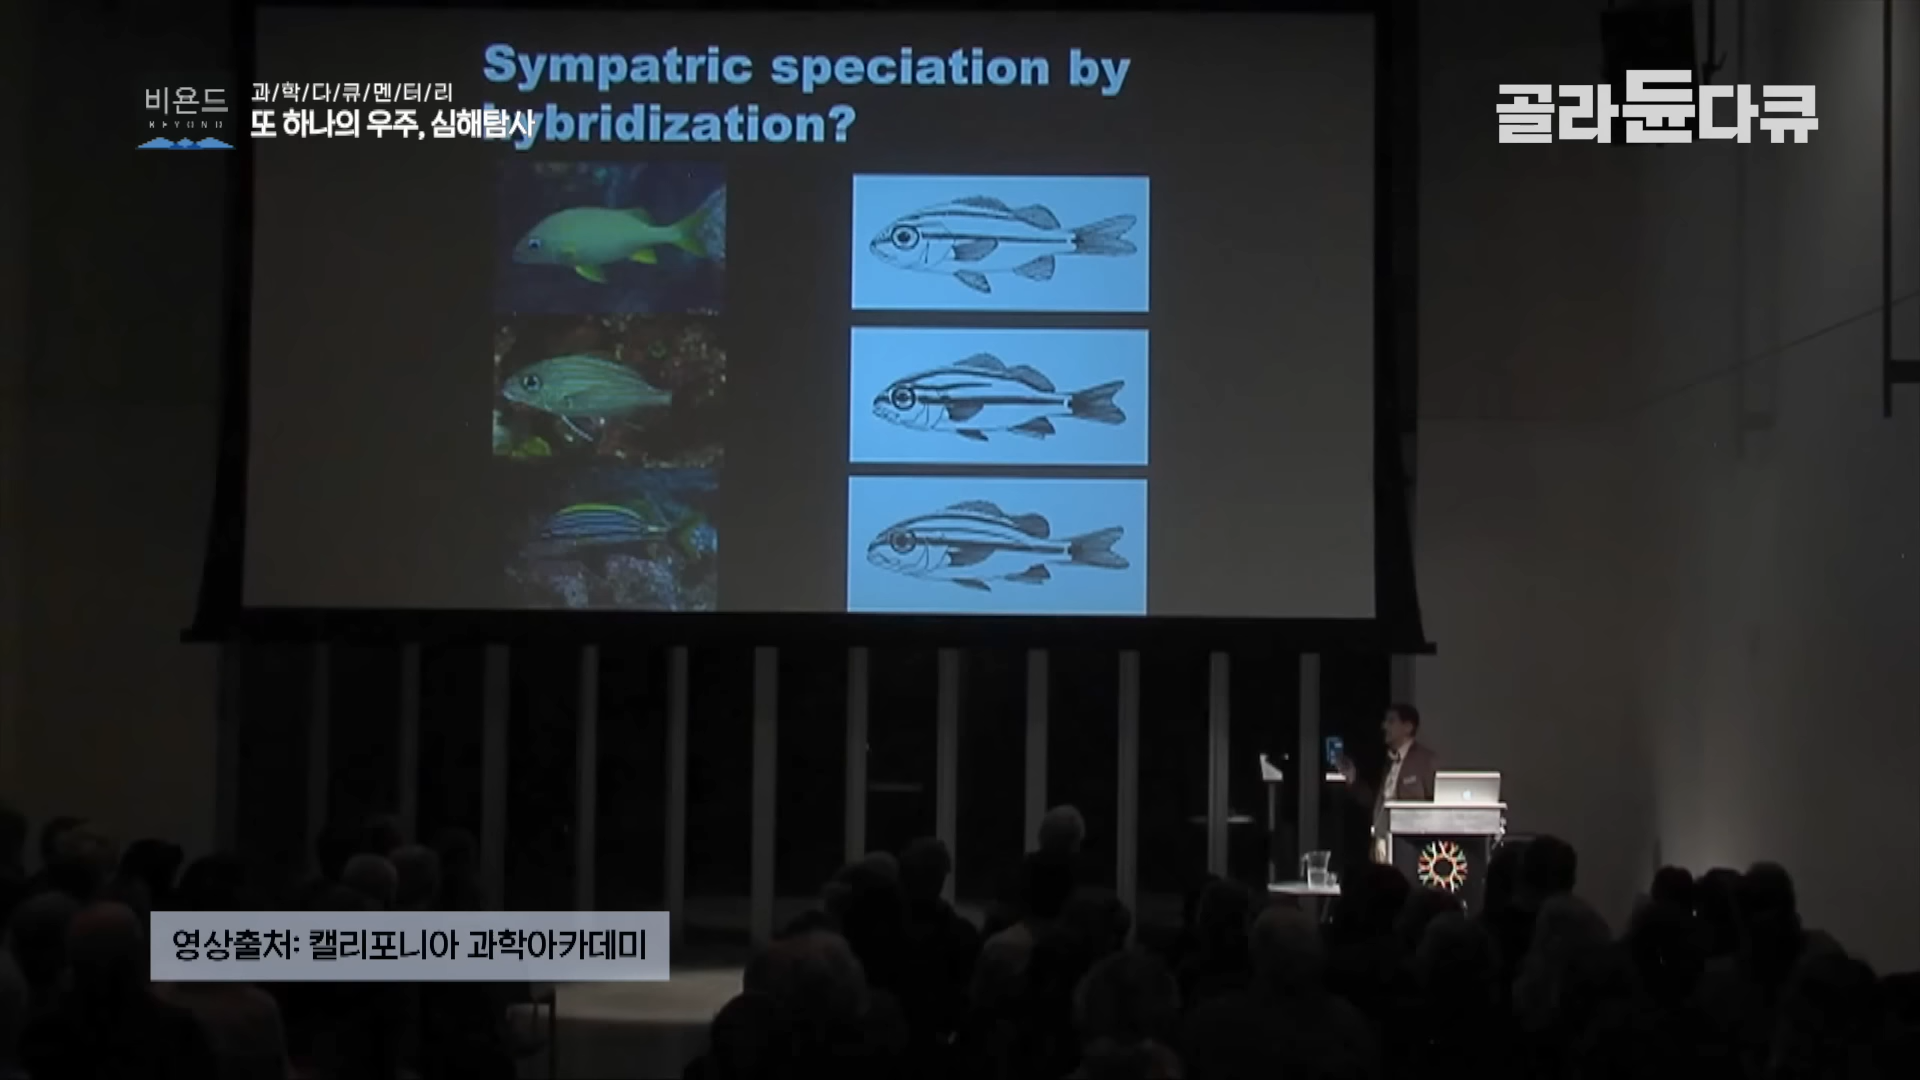 Sympatric speciation by
hybridization?
비욘드
BEYOND
과/학/다/큐/멘/터/리
또 하나의 우주, 심해탐사
골라듄다큐
영상출처: 캘리포니아 과학아카데미